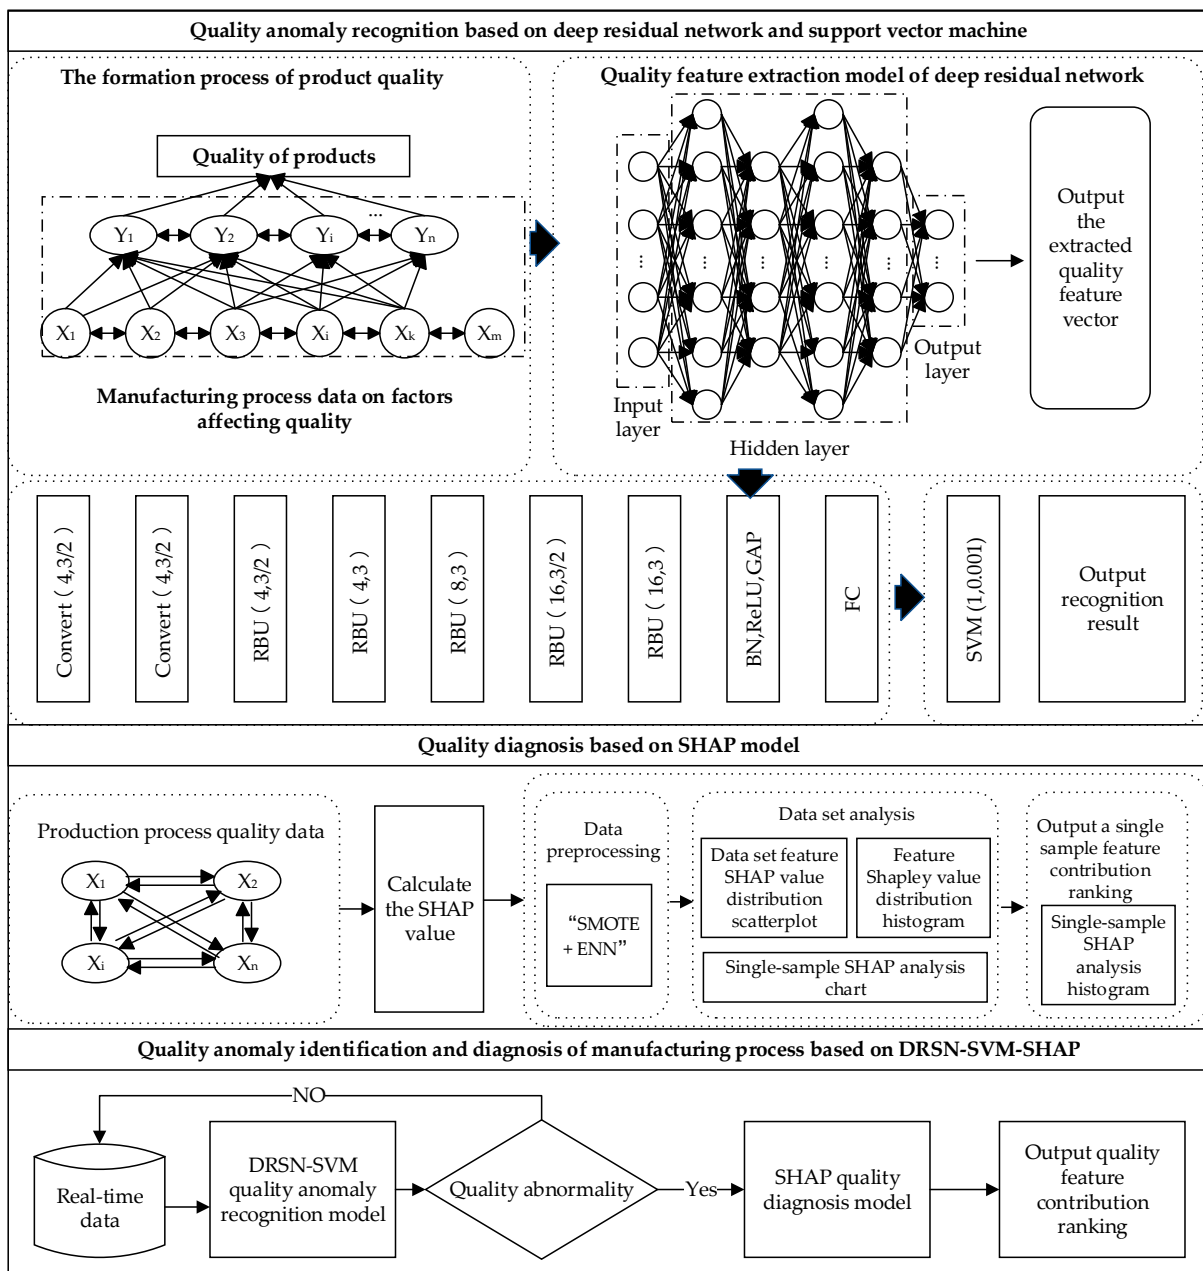 Quality anomaly recognition based on deep residual network and support vector machine
The formation process of product quality
Quality of products
...
Y1
Y2
Yi
Yn
X1
X2
X3
Xi
Xk
Xm
Manufacturing process data on factors
affecting quality
Quality feature extraction model of deep residual network
Input
layer
Hidden layer
Output
layer
Output
the
extracted
quality
feature
vector
Convert（4,3/2）
Convert（4,3/2）
RBU（4,3/2）
RBU（4,3）
RBU（8,3）
RBU（16,3/2）
RBU（16,3）
BN,ReLU,GAP
FC
SVM (1,0.001)
Output
recognition
result
Quality diagnosis based on SHAP model
Production process quality data
X1
X2
Xi
Xn
Calculate
the SHAP
value
Data
preprocessing
“SMOTE
+ ENN”
Data set analysis
Data set feature
SHAP value
distribution
scatterplot
Feature
Shapley value
distribution
histogram
Single-sample SHAP analysis
chart
Output a single
sample feature
contribution
ranking
Single-sample
SHAP
analysis
histogram
Quality anomaly identification and diagnosis of manufacturing process based on DRSN-SVM-SHAP
NO
Real-time
data
DRSN-SVM
quality anomaly
recognition model
Quality abnormality
Yes
SHAP quality
diagnosis model
Output quality
feature
contribution
ranking